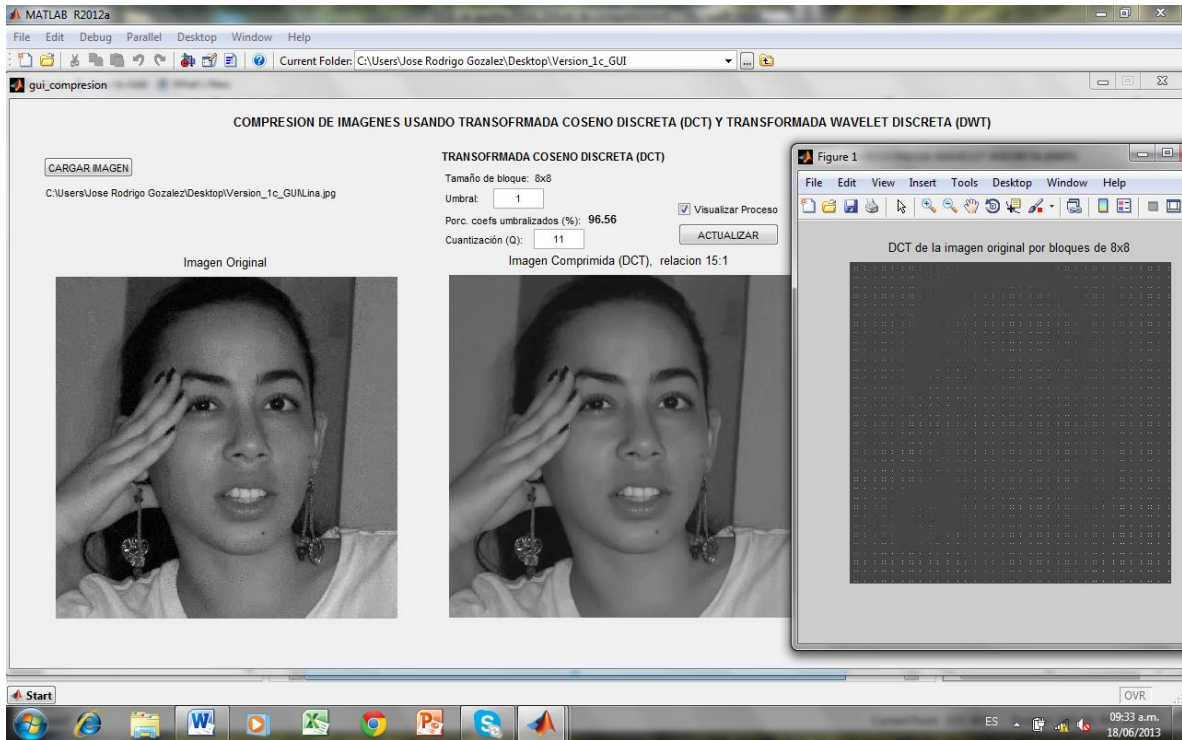 MATLAB R2012a
File Edit Debug Parallel Desktop Window Help
Current Folder: C:\Users\Jose Rodrigo Gozalez\Desktop\Version_1c_GUI
gui_compresion
COMPRESION DE IMAGENES USANDO TRANSOFRMADA COSENO DISCRETA (DCT) Y TRANSFORMADA WAVELET DISCRETA (DWT)
CARGAR IMAGEN
C:\Users\Jose Rodrigo Gozalez\Desktop\Version_1c_GUI\Lina.jpg
TRANSOFRMADA COSENO DISCRETA (DCT)
Tamaño de bloque: 8x8
Umbral: 1
Porc. coefs umbralizados (%): 96.56
Cuantización (Q): 11
Visualizar Proceso
ACTUALIZAR
Imagen Original
Imagen Comprimida (DCT), relacion 15:1
Figure 1
File Edit View Insert Tools Desktop Window Help
DCT de la imagen original por bloques de 8x8
Start
OVR
ES
09:33 a.m.
18/06/2013